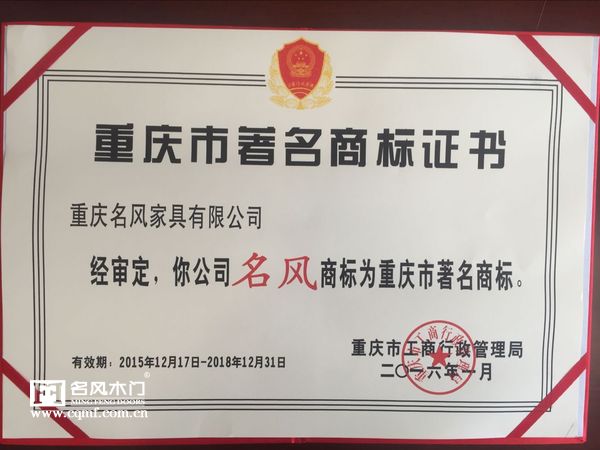 重庆市著名商标证书
重庆名风家具有限公司
经审定，你公司名风商标为重庆市著名商标。
有效期：2015年12月17日-2018年12月31日
重庆市工商行政管理局
二〇一六年一月
名风木门®
MING FENG DOORS
www.cqmf.com.cn